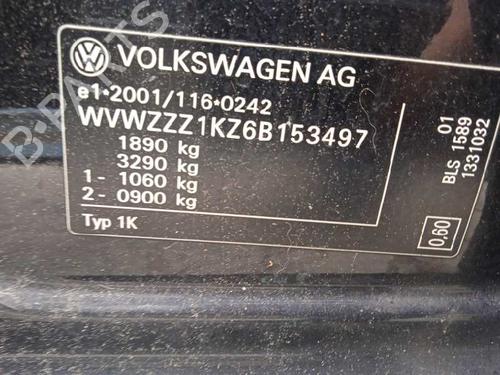 VOLKSWAGEN AG
e1*2001/116*0242
WVWZZZ1KZ6B153497
1890 kg
3290 kg
1 - 1060 kg
2 - 0900 kg
Typ 1K
01
BLS 1589
1331032
0,60
B-PARTS